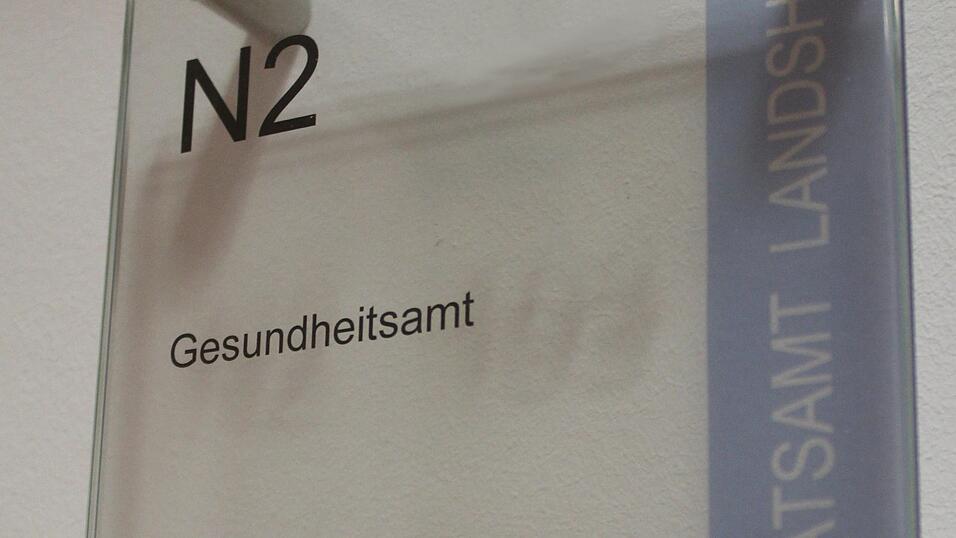 N2
Gesundheitsamt
ATSAMT LANDSH